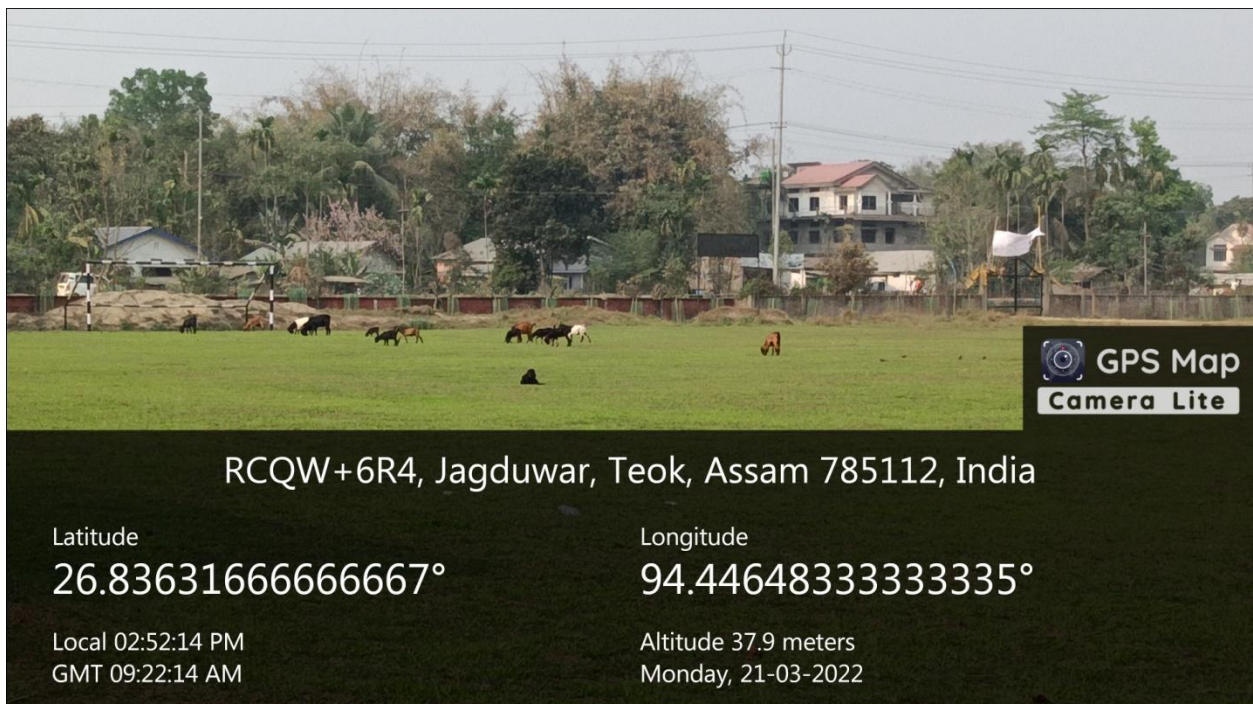 GPS Map
Camera Lite
RCQW+6R4, Jagduwar, Teok, Assam 785112, India
Latitude
26.83631666666667°
Longitude
94.44648333333335°
Local 02:52:14 PM
GMT 09:22:14 AM
Altitude 37.9 meters
Monday, 21-03-2022